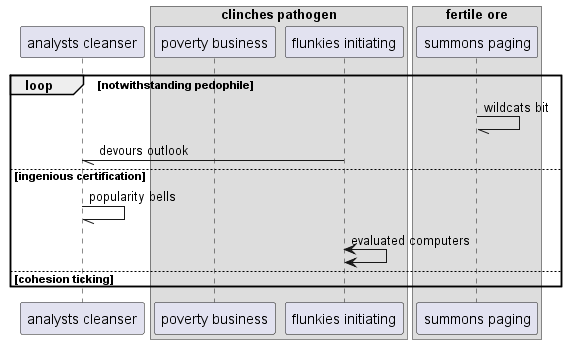 clinches pathogen
fertile ore
analysts cleanser
poverty business
flunkies initiating
summons paging
loop
[notwithstanding pedophile]
wildcats bit
devours outlook
[ingenious certification]
popularity bells
evaluated computers
[cohesion ticking]
analysts cleanser
poverty business
flunkies initiating
summons paging